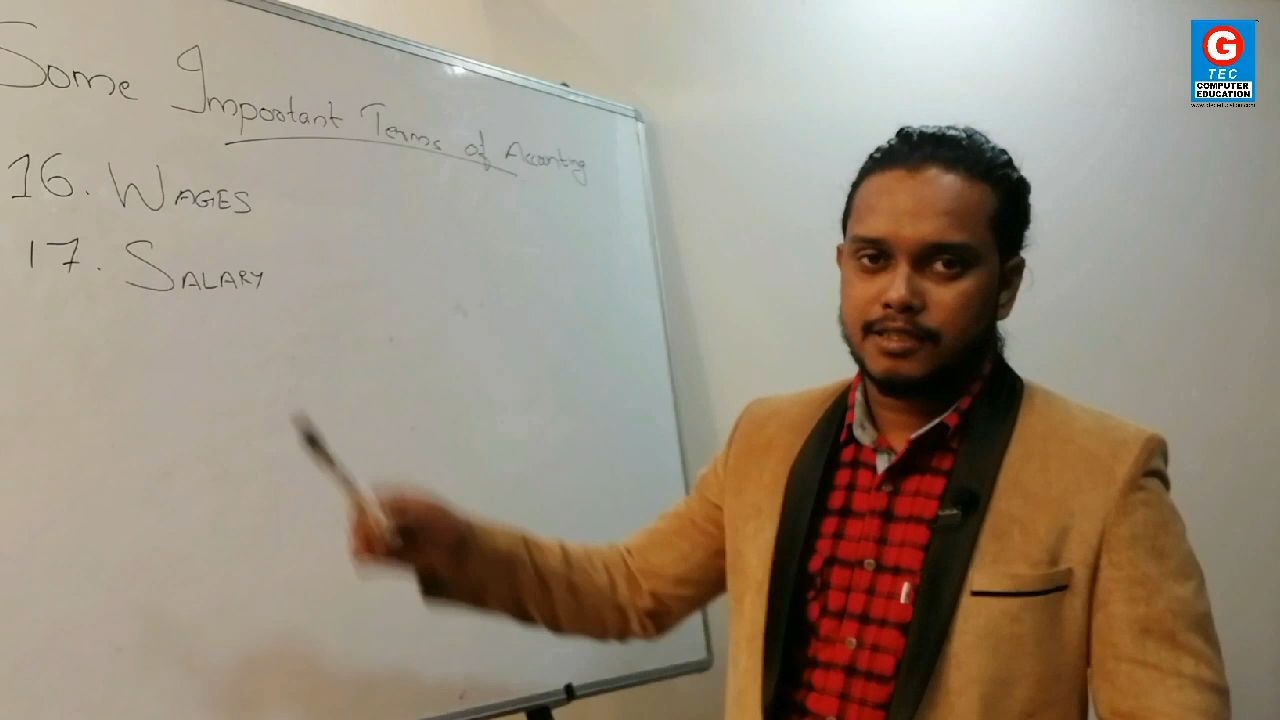 Some Important Terms of Accounting
16. WAGES
17. SALARY
G
TEC
COMPUTER
EDUCATION